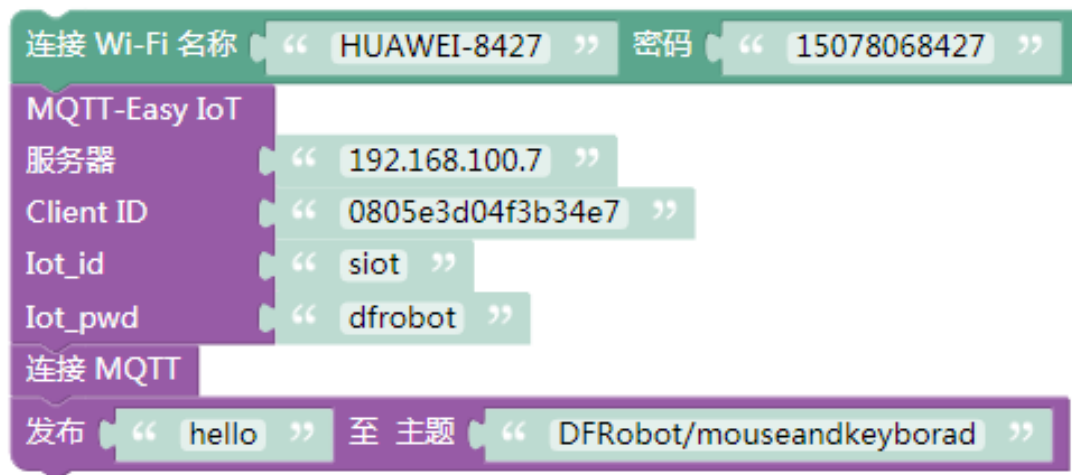 连接 Wi-Fi 名称 “ HUAWEI-8427 ” 密码 “ 15078068427 ”
MQTT-Easy IoT
服务器 “ 192.168.100.7 ”
Client ID “ 0805e3d04f3b34e7 ”
Iot_id “ siot ”
Iot_pwd “ dfrobot ”
连接 MQTT
发布 “ hello ” 至 主题 “ DFRobot/mouseandkeyborad ”